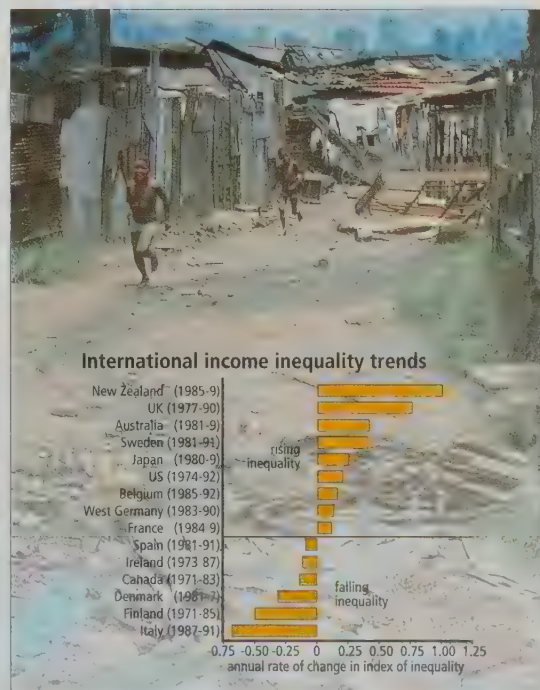 International income inequality trends
New Zealand (1985-9)
UK (1977-90)
Australia (1981-9)
Sweden (1981-91)
rising
Japan (1980-9)
inequality
US (1974-92)
Belgium (1985-92)
West Germany (1983-90)
France (1984 9)
Spain (1981-91)
Ireland (1973 87)
Canada (1971-83)
falling
Denmark (1981-7)
inequality
Finland (1971-85)
Italy (1987-91)
-0.75 -0.50 -0.25 0 0.25 0.50 0.75 1.00 1.25
annual rate of change in index of inequality